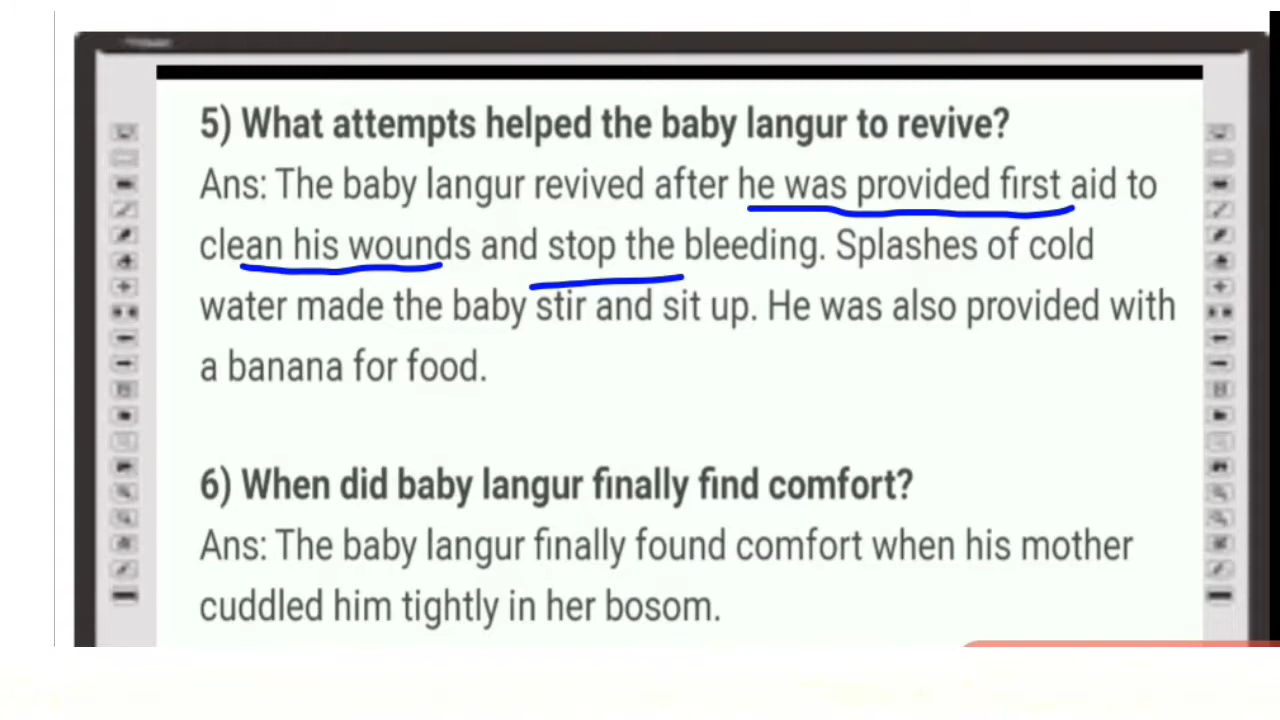 5) What attempts helped the baby langur to revive?
Ans: The baby langur revived after he was provided first aid to
clean his wounds and stop the bleeding. Splashes of cold
water made the baby stir and sit up. He was also provided with
a banana for food.
6) When did baby langur finally find comfort?
Ans: The baby langur finally found comfort when his mother
cuddled him tightly in her bosom.